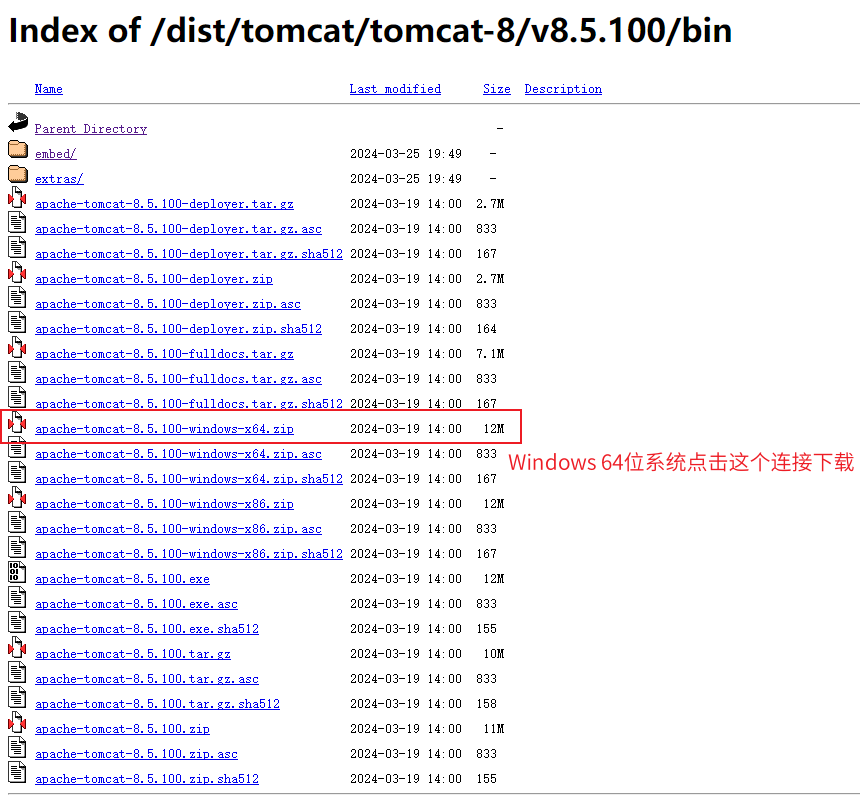 Index of /dist/tomcat/tomcat-8/v8.5.100/bin
Name Last modified Size Description
Parent Directory -
embed/ 2024-03-25 19:49 -
extras/ 2024-03-25 19:49 -
apache-tomcat-8.5.100-deployer.tar.gz 2024-03-19 14:00 2.7M
apache-tomcat-8.5.100-deployer.tar.gz.asc 2024-03-19 14:00 833
apache-tomcat-8.5.100-deployer.tar.gz.sha512 2024-03-19 14:00 167
apache-tomcat-8.5.100-deployer.zip 2024-03-19 14:00 2.7M
apache-tomcat-8.5.100-deployer.zip.asc 2024-03-19 14:00 833
apache-tomcat-8.5.100-deployer.zip.sha512 2024-03-19 14:00 164
apache-tomcat-8.5.100-fulldocs.tar.gz 2024-03-19 14:00 7.1M
apache-tomcat-8.5.100-fulldocs.tar.gz.asc 2024-03-19 14:00 833
apache-tomcat-8.5.100-fulldocs.tar.gz.sha512 2024-03-19 14:00 167
apache-tomcat-8.5.100-windows-x64.zip 2024-03-19 14:00 12M
apache-tomcat-8.5.100-windows-x64.zip.asc 2024-03-19 14:00 833
Windows 64位系统点击这个连接下载
apache-tomcat-8.5.100-windows-x64.zip.sha512 2024-03-19 14:00 167
apache-tomcat-8.5.100-windows-x86.zip 2024-03-19 14:00 12M
apache-tomcat-8.5.100-windows-x86.zip.asc 2024-03-19 14:00 833
apache-tomcat-8.5.100-windows-x86.zip.sha512 2024-03-19 14:00 167
apache-tomcat-8.5.100.exe 2024-03-19 14:00 12M
apache-tomcat-8.5.100.exe.asc 2024-03-19 14:00 833
apache-tomcat-8.5.100.exe.sha512 2024-03-19 14:00 155
apache-tomcat-8.5.100.tar.gz 2024-03-19 14:00 10M
apache-tomcat-8.5.100.tar.gz.asc 2024-03-19 14:00 833
apache-tomcat-8.5.100.tar.gz.sha512 2024-03-19 14:00 158
apache-tomcat-8.5.100.zip 2024-03-19 14:00 11M
apache-tomcat-8.5.100.zip.asc 2024-03-19 14:00 833
apache-tomcat-8.5.100.zip.sha512 2024-03-19 14:00 155